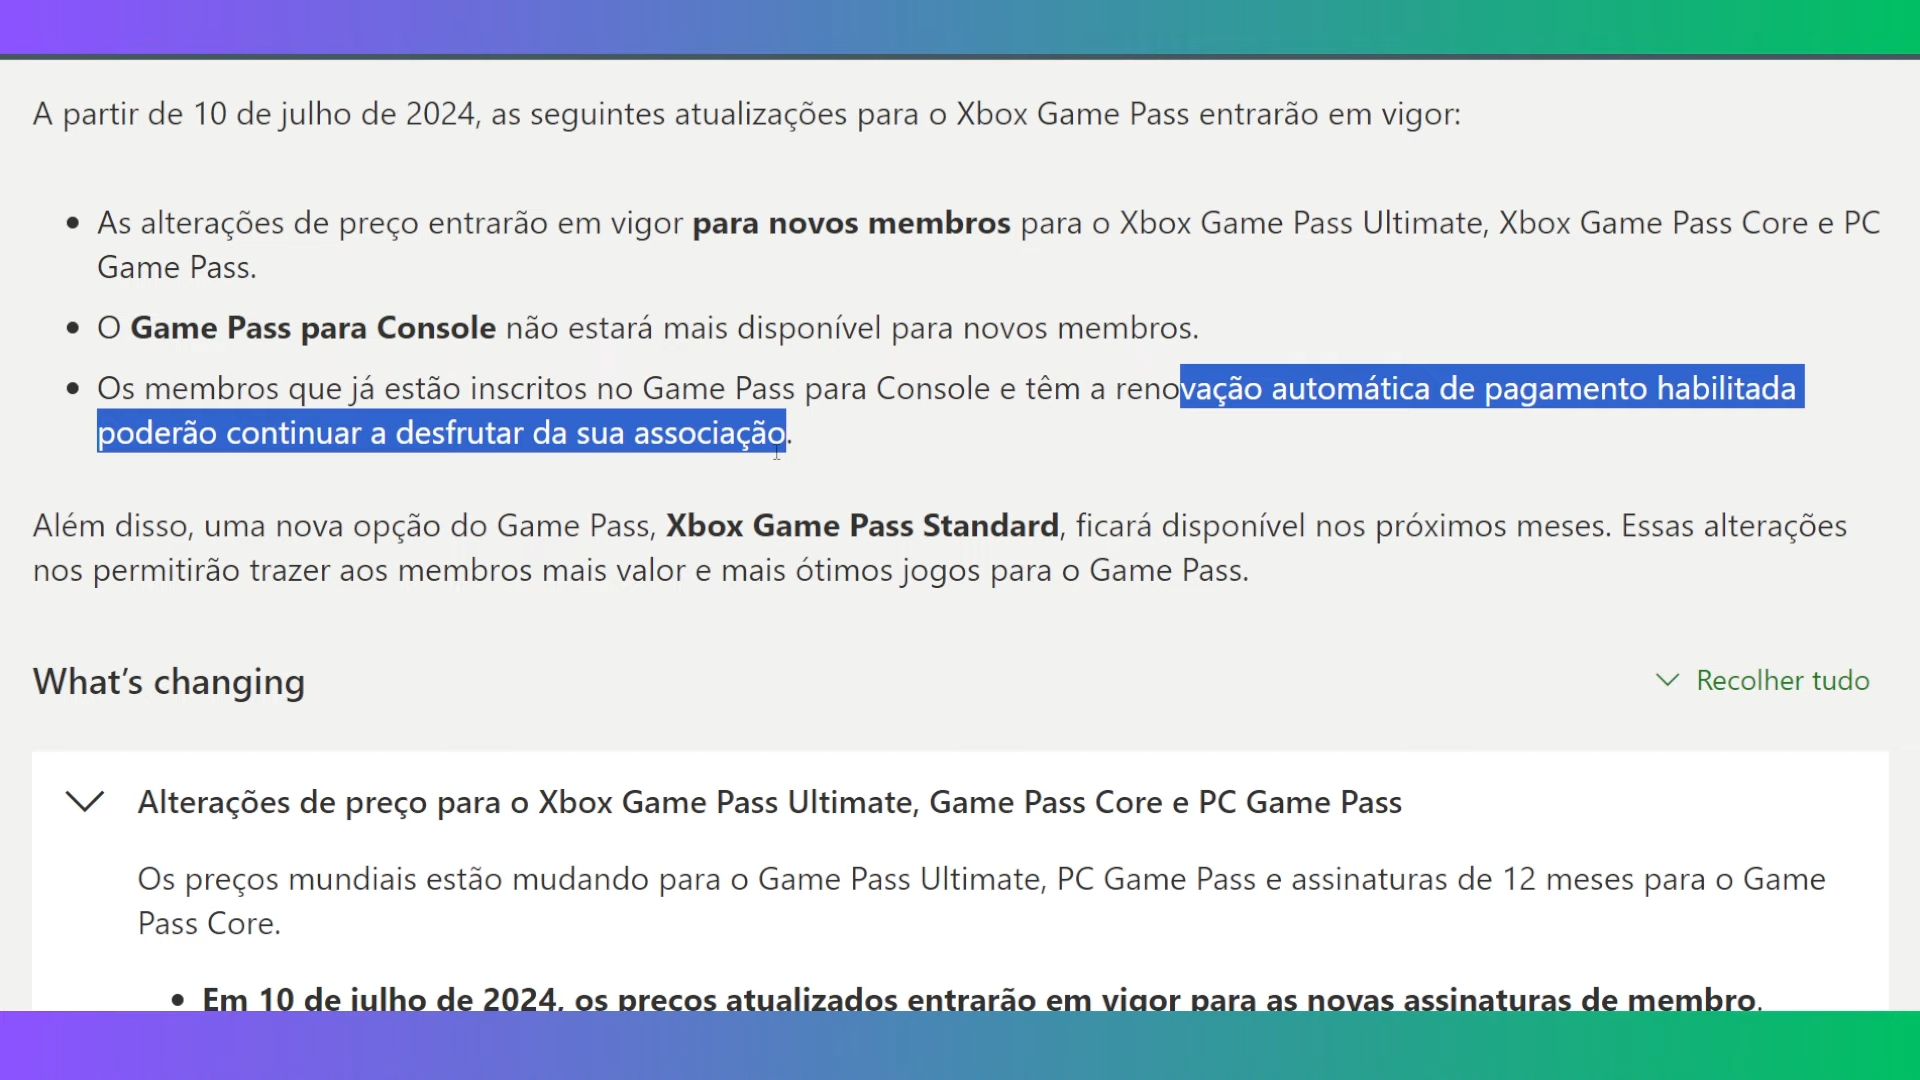 A partir de 10 de julho de 2024, as seguintes atualizações para o Xbox Game Pass entrarão em vigor:
• As alterações de preço entrarão em vigor para novos membros para o Xbox Game Pass Ultimate, Xbox Game Pass Core e PC
Game Pass.
• O Game Pass para Console não estará mais disponível para novos membros.
• Os membros que já estão inscritos no Game Pass para Console e têm a renovação automática de pagamento habilitada
poderão continuar a desfrutar da sua associação.
Além disso, uma nova opção do Game Pass, Xbox Game Pass Standard, ficará disponível nos próximos meses. Essas alterações
nos permitirão trazer aos membros mais valor e mais ótimos jogos para o Game Pass.
What's changing
Recolher tudo
Alterações de preço para o Xbox Game Pass Ultimate, Game Pass Core e PC Game Pass
Os preços mundiais estão mudando para o Game Pass Ultimate, PC Game Pass e assinaturas de 12 meses para o Game
Pass Core.
• Em 10 de julho de 2024, os preços atualizados entrarão em vigor para as novas assinaturas de membro.